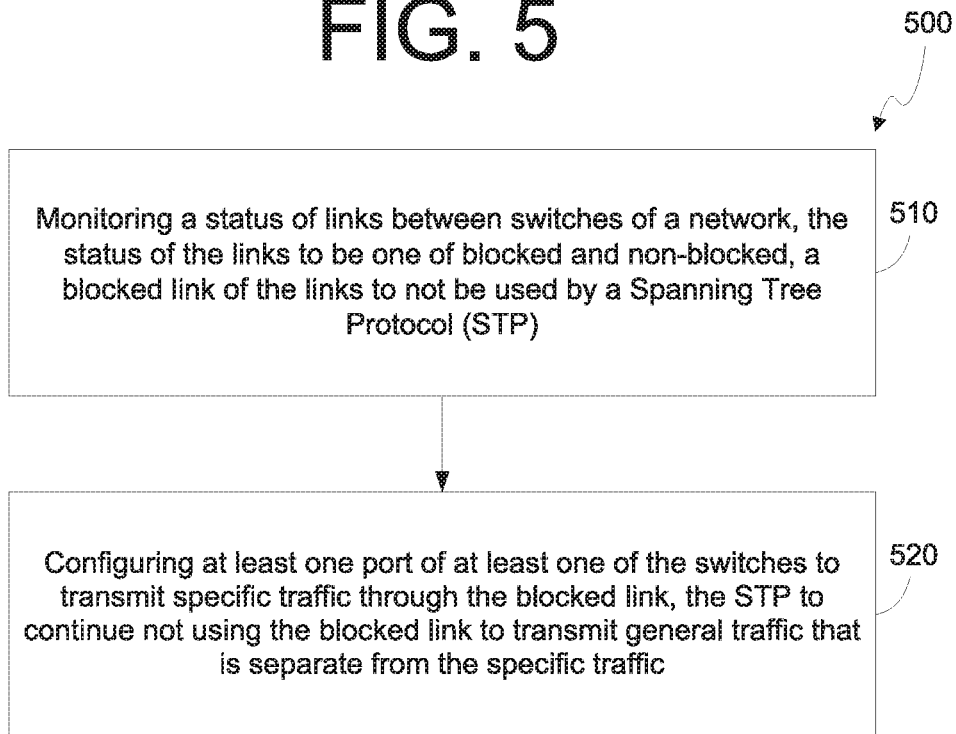 FIG. 5
500
Monitoring a status of links between switches of a network, the
status of the links to be one of blocked and non-blocked, a
blocked link of the links to not be used by a Spanning Tree
Protocol (STP)
510
Configuring at least one port of at least one of the switches to
transmit specific traffic through the blocked link, the STP to
continue not using the blocked link to transmit general traffic that
is separate from the specific traffic
520